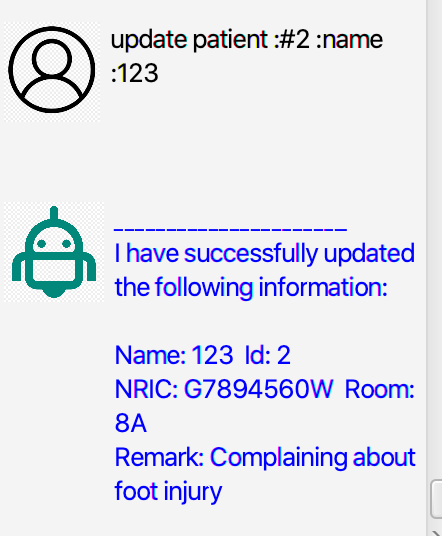 update patient :#2 :name
:123
______________________
I have successfully updated
the following information:
Name: 123  Id: 2
NRIC: G7894560W  Room:
8A
Remark: Complaining about
foot injury